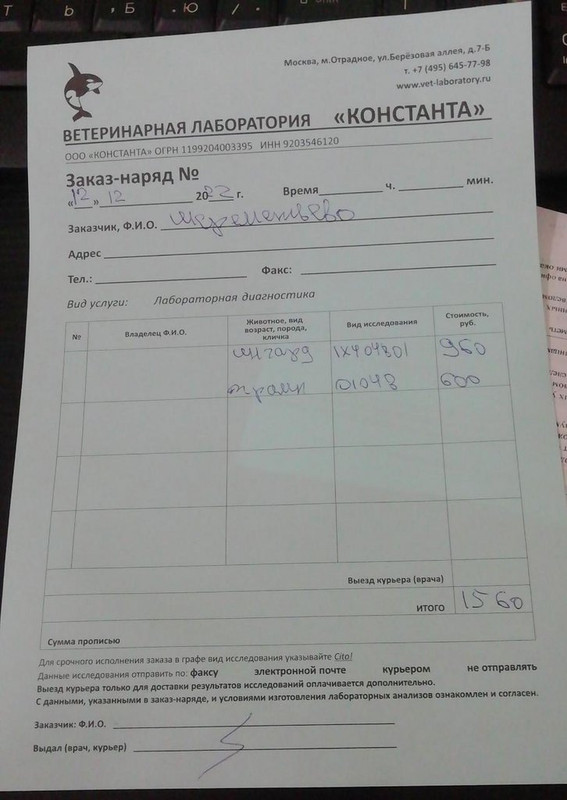 Москва, м.Отрадное, ул.Берёзовая аллея, д.7-Б
т. +7 (495) 645-77-98
www.vet-laboratory.ru
ВЕТЕРИНАРНАЯ ЛАБОРАТОРИЯ «КОНСТАНТА»
ООО «КОНСТАНТА» ОГРН 1199204003395 ИНН 9203546120
Заказ-наряд №
«12» 12 2022 г. Время ч. мин.
Заказчик, Ф.И.О. Шереметьево
Адрес
Тел.: Факс:
Вид услуги: Лабораторная диагностика
№ Владелец Ф.И.О. Животное, вид возраст, порода, кличка Вид исследования Стоимость, руб.
1X404801 960
01048 600
Выезд курьера (врача)
ИТОГО 1560
Сумма прописью
Для срочного исполнения заказа в графе вид исследования указывайте Cito!
Данные исследования отправить по: факсу электронной почте курьером не отправлять
Выезд курьера только для доставки результатов исследований оплачивается дополнительно.
С данными, указанными в заказ-наряде, и условиями изготовления лабораторных анализов ознакомлен и согласен.
Заказчик: Ф.И.О.
Выдал (врач, курьер)